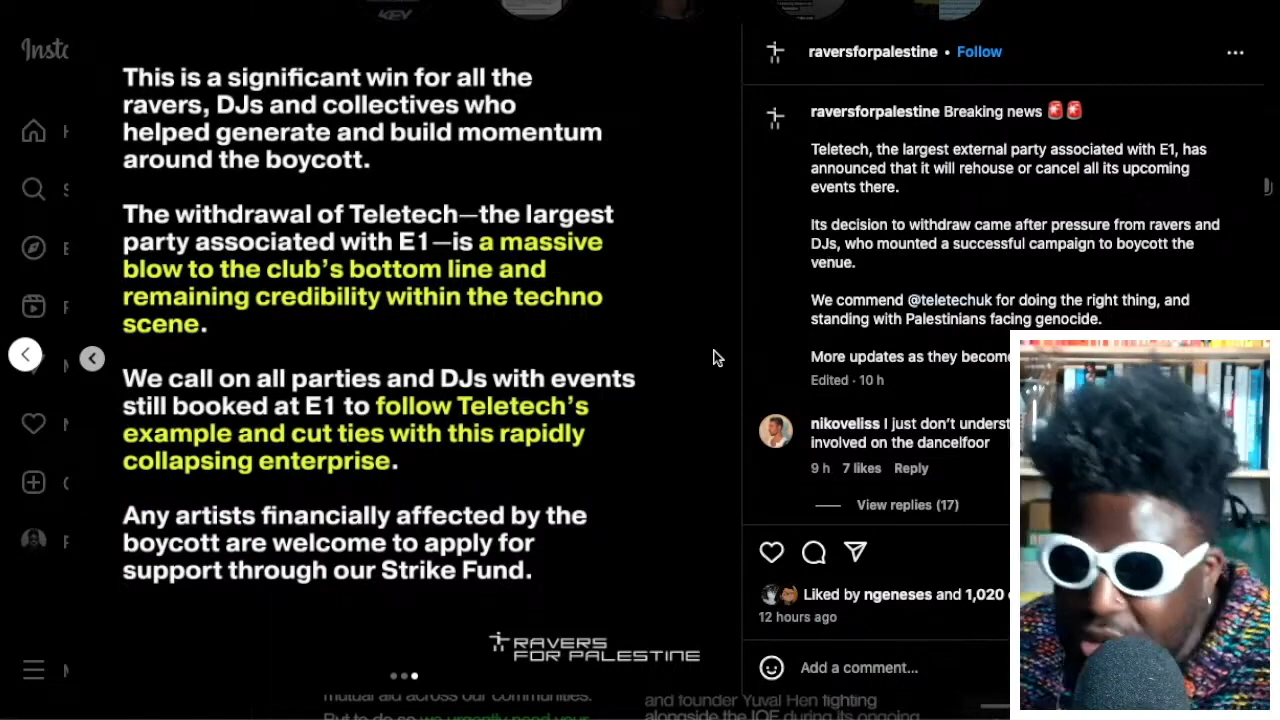 KEY
This is a significant win for all the
ravers, DJs and collectives who
helped generate and build momentum
around the boycott.
The withdrawal of Teletech—the largest
party associated with E1—is a massive
blow to the club's bottom line and
remaining credibility within the techno
scene.
We call on all parties and DJs with events
still booked at E1 to follow Teletech's
example and cut ties with this rapidly
collapsing enterprise.
Any artists financially affected by the
boycott are welcome to apply for
support through our Strike Fund.
RAVERS
FOR PALESTINE
raversforpalestine • Follow
raversforpalestine Breaking news
Teletech, the largest external party associated with E1, has
announced that it will rehouse or cancel all its upcoming
events there.
Its decision to withdraw came after pressure from ravers and
DJs, who mounted a successful campaign to boycott the
venue.
We commend @teletechuk for doing the right thing, and
standing with Palestinians facing genocide.
More updates as they become
Edited · 10 h
nikoveliss I just don't underst
involved on the dancelfoor
9 h 7 likes Reply
View replies (17)
Liked by ngeneses and 1,020
12 hours ago
Add a comment...
mutual aid across our communities.
and founder Yuval Hen fighting
alongside the IOF during its ongoing